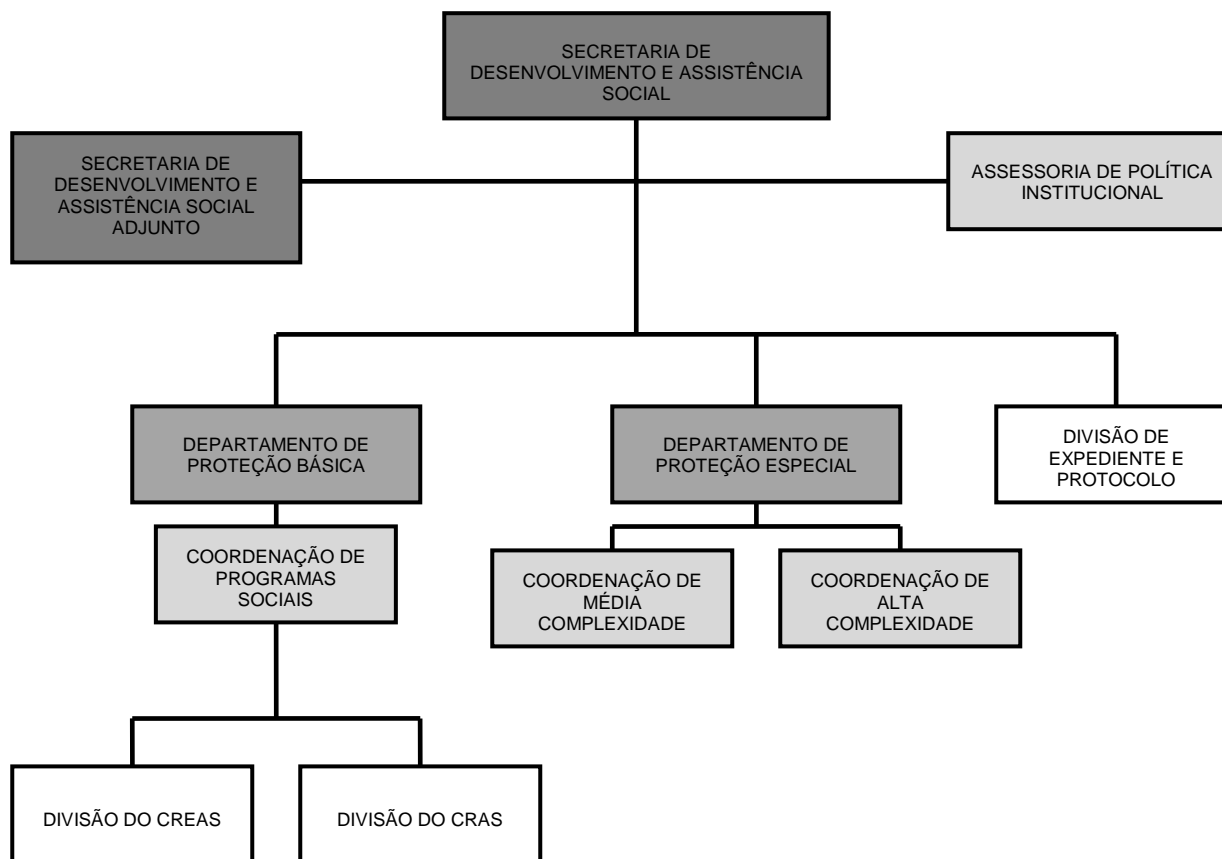 SECRETARIA DE
DESENVOLVIMENTO E ASSISTÊNCIA
SOCIAL
SECRETARIA DE
DESENVOLVIMENTO E
ASSISTÊNCIA SOCIAL
ADJUNTO
ASSESSORIA DE POLÍTICA
INSTITUCIONAL
DEPARTAMENTO DE
PROTEÇÃO BÁSICA
DEPARTAMENTO DE
PROTEÇÃO ESPECIAL
DIVISÃO DE
EXPEDIENTE E
PROTOCOLO
COORDENAÇÃO DE
PROGRAMAS
SOCIAIS
COORDENAÇÃO DE
MÉDIA
COMPLEXIDADE
COORDENAÇÃO DE
ALTA
COMPLEXIDADE
DIVISÃO DO CREAS
DIVISÃO DO CRAS